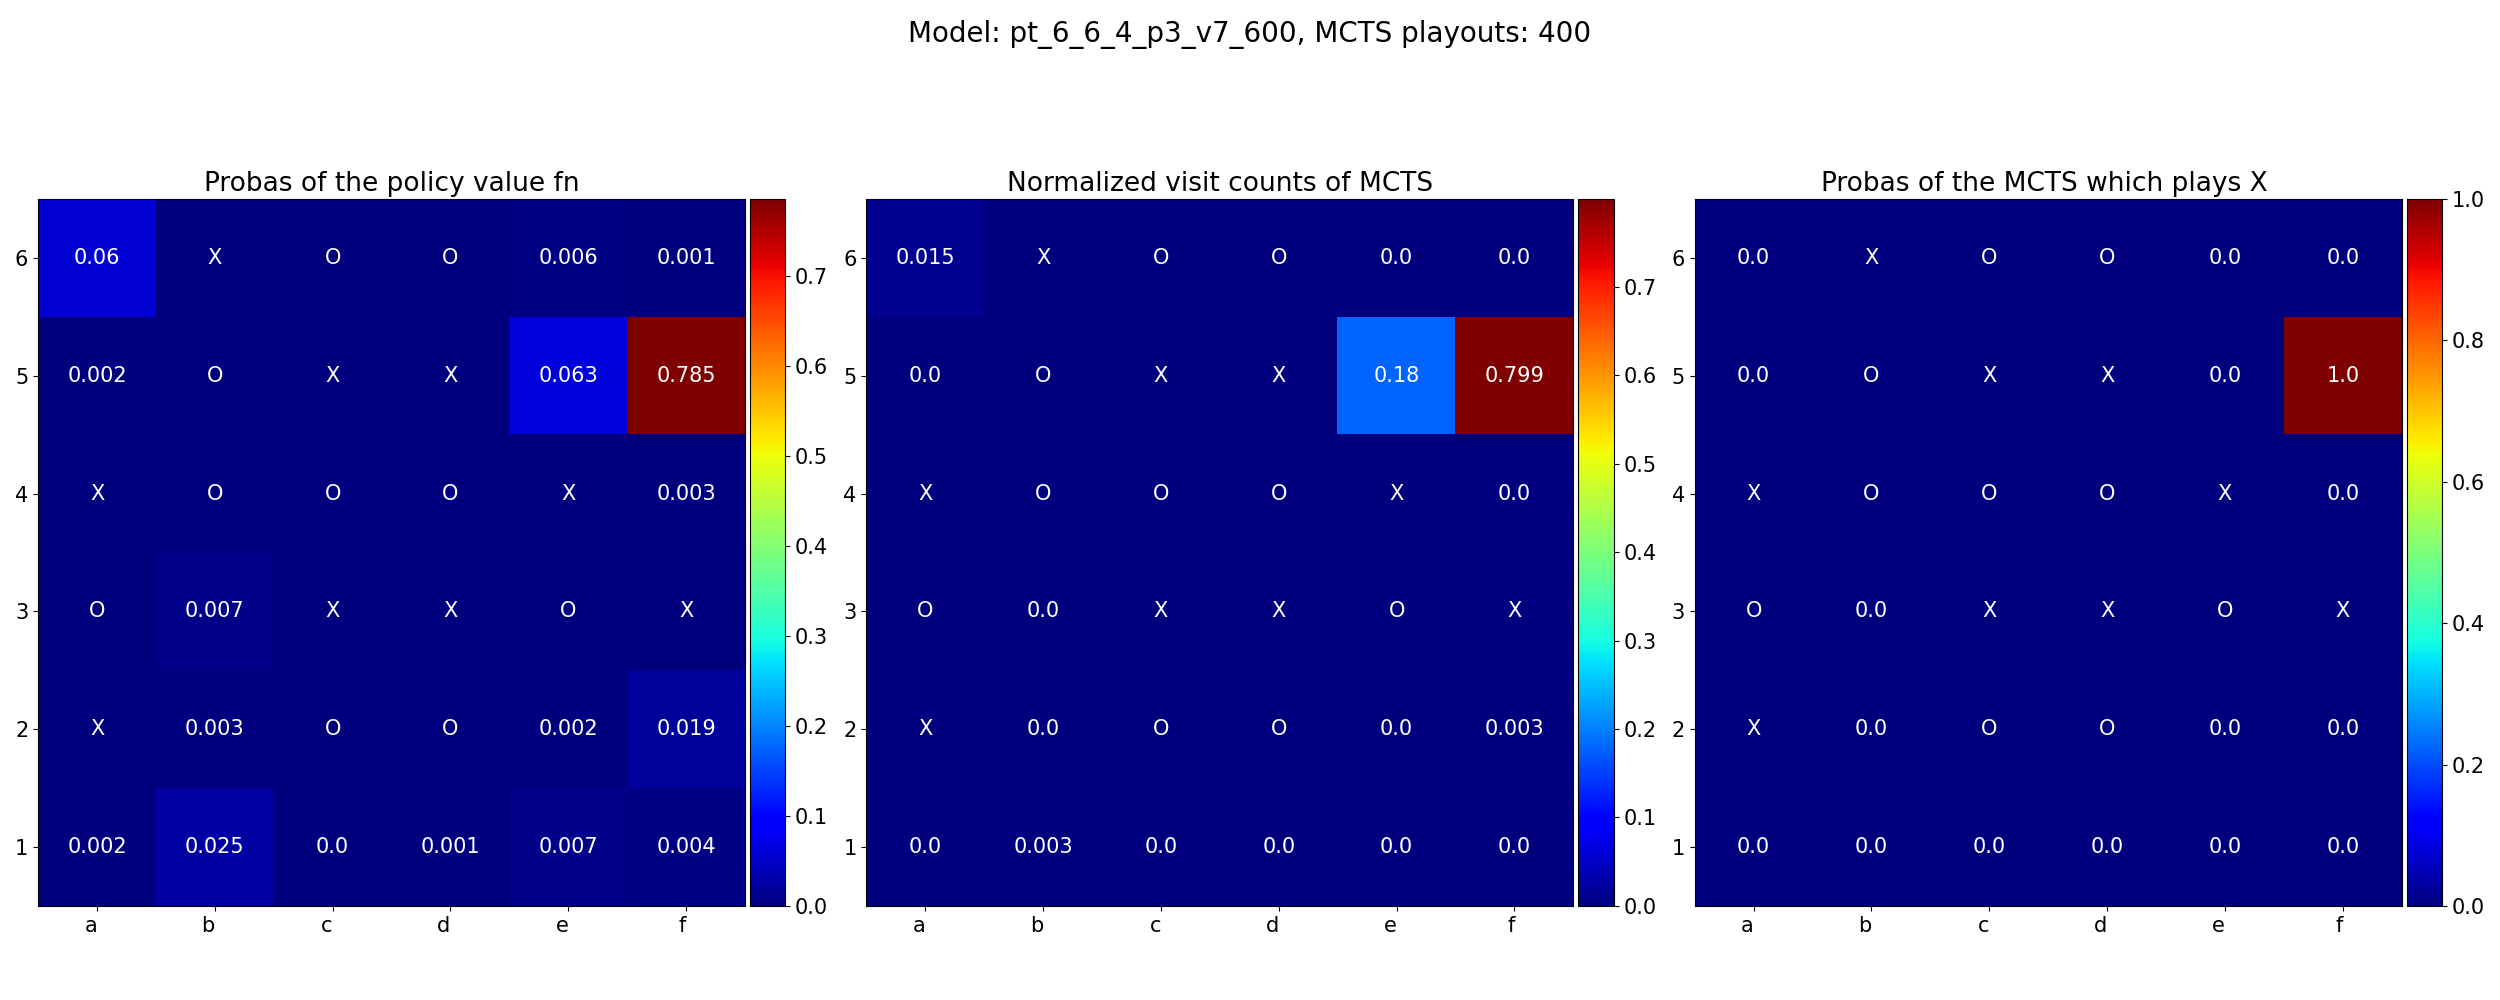 Model: pt_6_6_4_p3_v7_600, MCTS playouts: 400
Probas of the policy value fn
6 0.06 X O O 0.006 0.001
5 0.002 O X X 0.063 0.785
4 X O O O X 0.003
3 O 0.007 X X O X
2 X 0.003 O O 0.002 0.019
1 0.002 0.025 0.0 0.001 0.007 0.004
a b c d e f
0.7
0.6
0.5
0.4
0.3
0.2
0.1
0.0
Normalized visit counts of MCTS
6 0.015 X O O 0.0 0.0
5 0.0 O X X 0.18 0.799
4 X O O O X 0.0
3 O 0.0 X X O X
2 X 0.0 O O 0.0 0.003
1 0.0 0.003 0.0 0.0 0.0 0.0
a b c d e f
0.7
0.6
0.5
0.4
0.3
0.2
0.1
0.0
Probas of the MCTS which plays X
6 0.0 X O O 0.0 0.0
5 0.0 O X X 0.0 1.0
4 X O O O X 0.0
3 O 0.0 X X O X
2 X 0.0 O O 0.0 0.0
1 0.0 0.0 0.0 0.0 0.0 0.0
a b c d e f
1.0
0.8
0.6
0.4
0.2
0.0